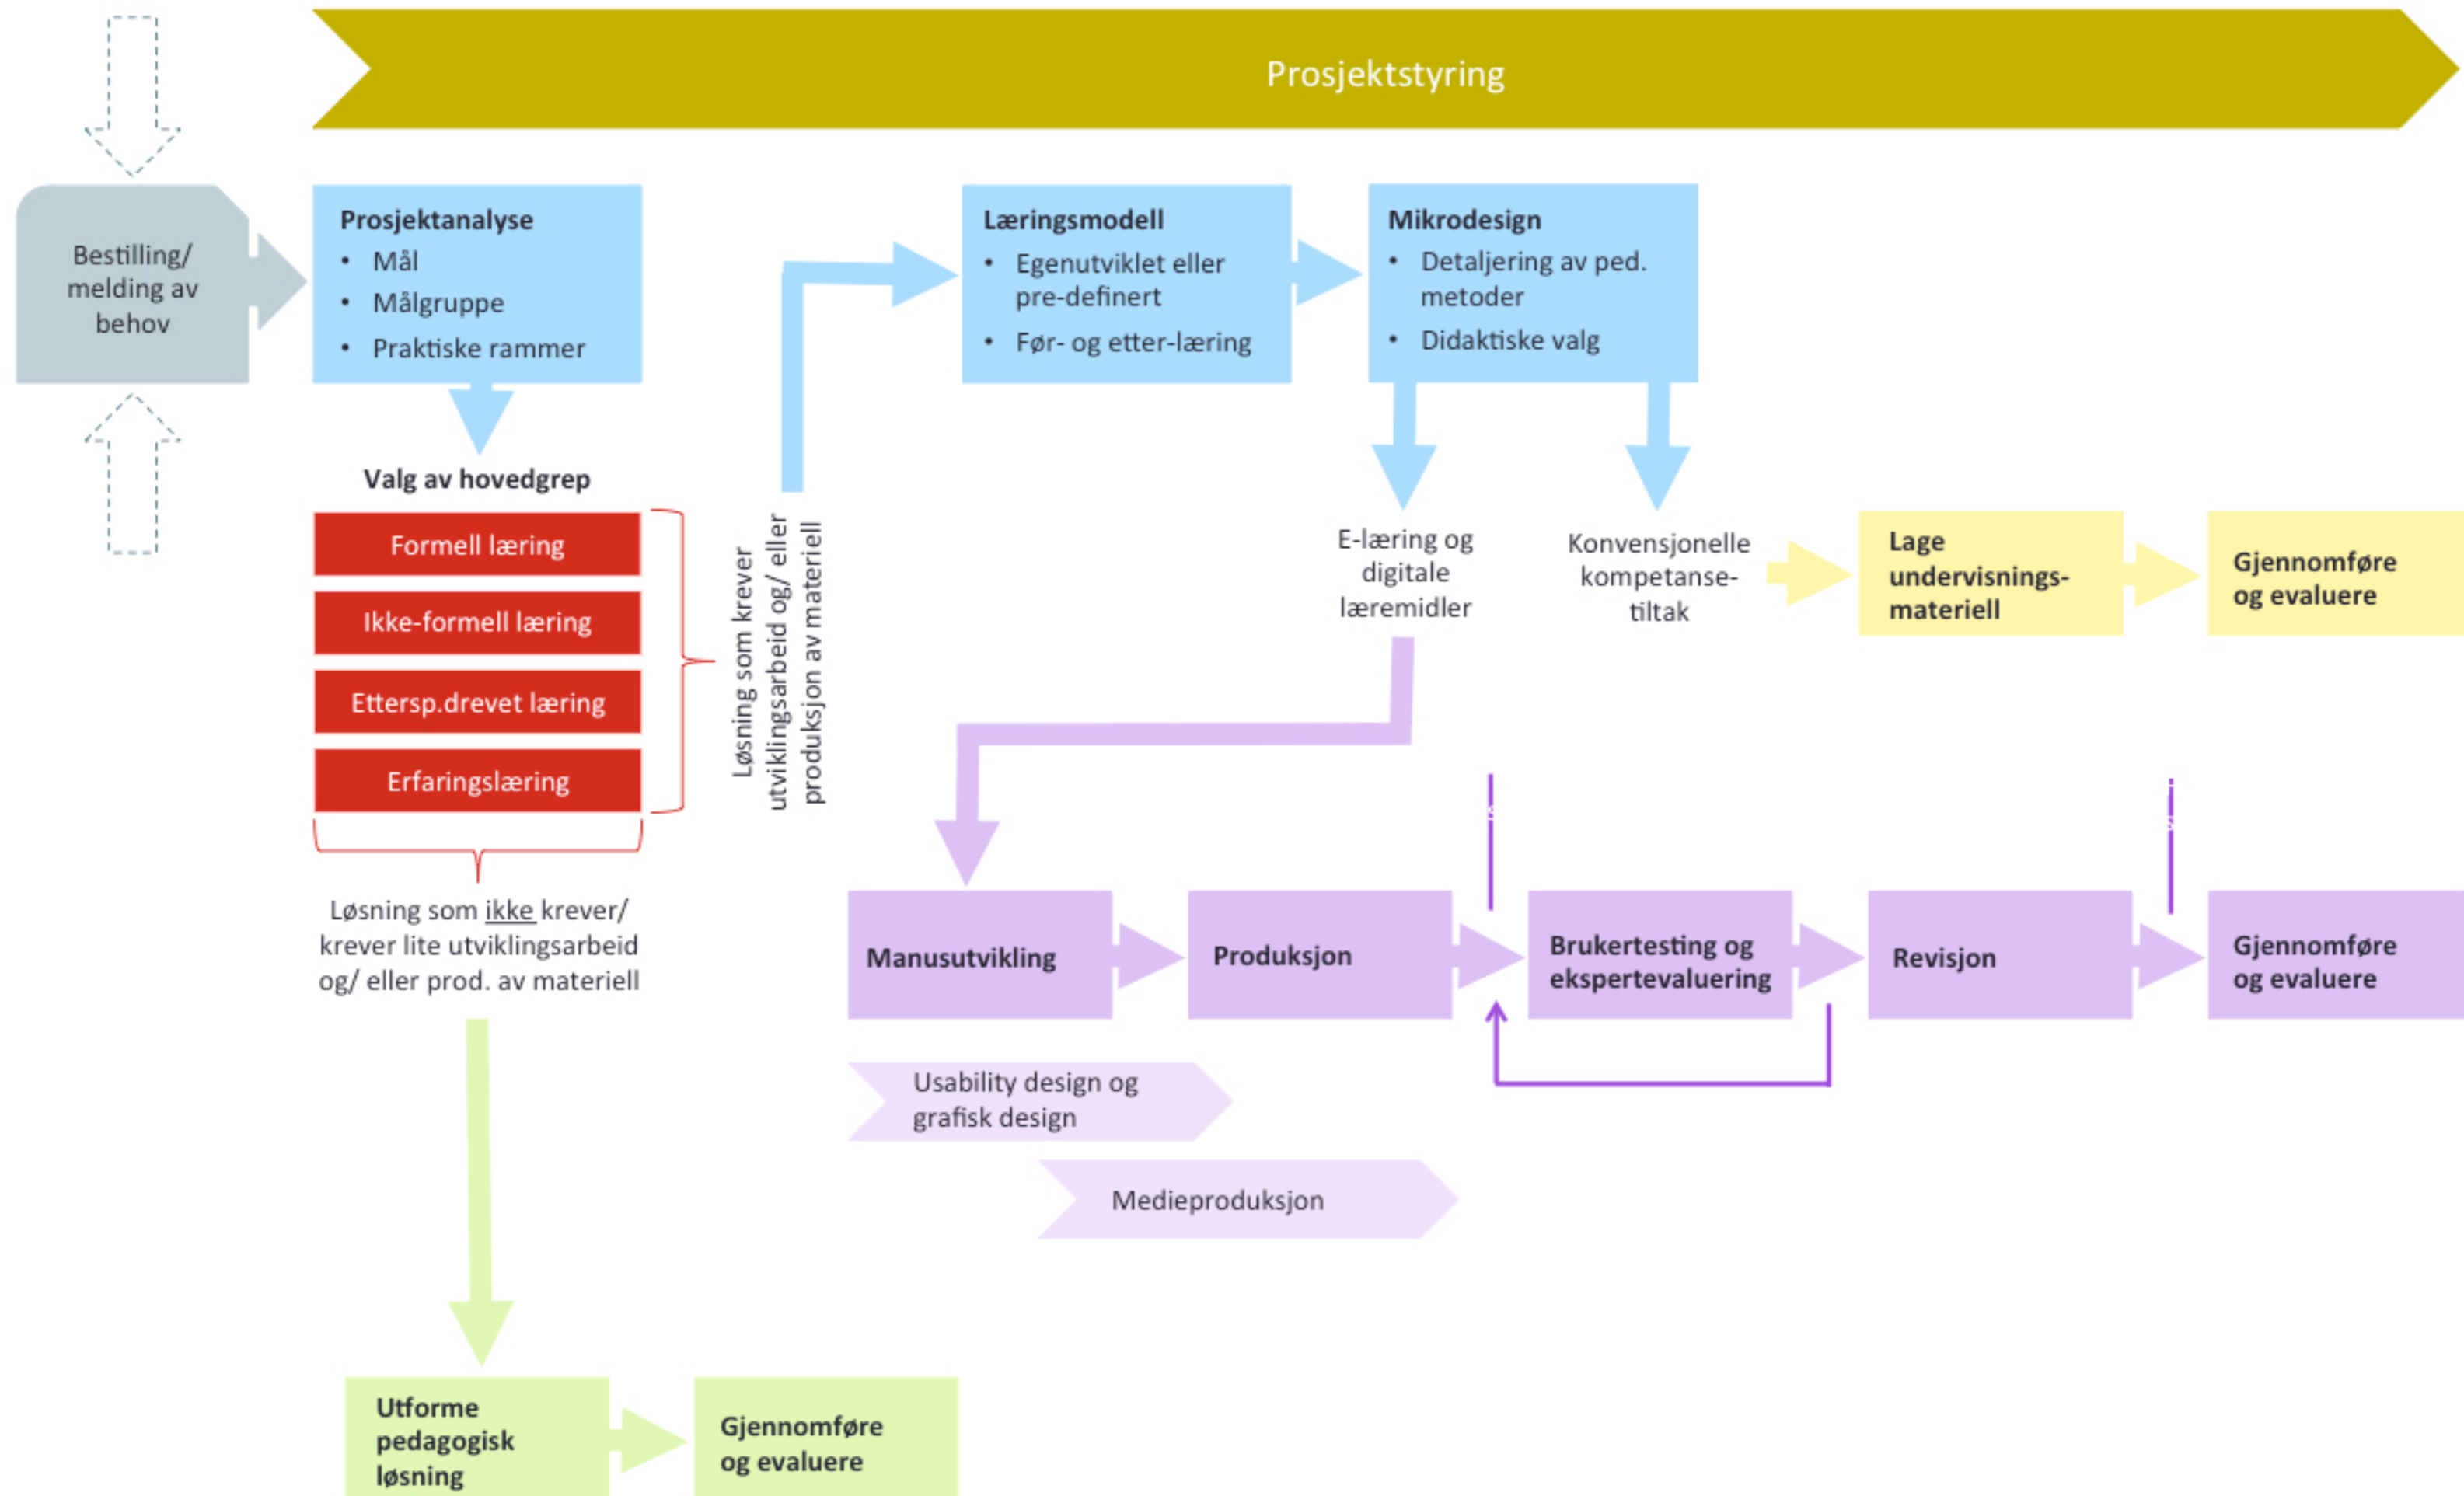 Prosjektstyring
Bestilling/
melding av
behov
Prosjektanalyse
• Mål
• Målgruppe
• Praktiske rammer
Valg av hovedgrep
Formell læring
Ikke-formell læring
Ettersp.drevet læring
Erfaringslæring
Løsning som krever
utviklingsarbeid og/ eller
produksjon av materiell
Løsning som ikke krever/
krever lite utviklingsarbeid
og/ eller prod. av materiell
Utforme
pedagogisk
løsning
Gjennomføre
og evaluere
Læringsmodell
• Egenutviklet eller
pre-definert
• Før- og etter-læring
Mikrodesign
• Detaljering av ped.
metoder
• Didaktiske valg
E-læring og
digitale
læremidler
Konvensjonelle
kompetanse-
tiltak
Lage
undervisnings-
materiell
Gjennomføre
og evaluere
Manusutvikling
Produksjon
Brukertesting og
ekspertevaluering
Revisjon
Gjennomføre
og evaluere
Usability design og
grafisk design
Medieproduksjon